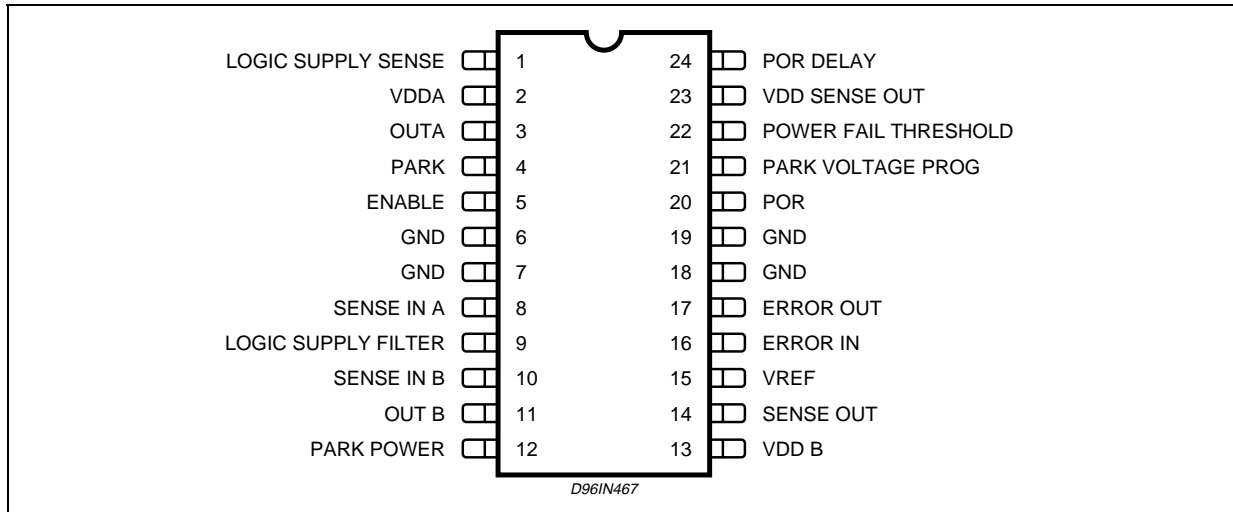 LOGIC SUPPLY SENSE 1 24 POR DELAY
VDDA 2 23 VDD SENSE OUT
OUTA 3 22 POWER FAIL THRESHOLD
PARK 4 21 PARK VOLTAGE PROG
ENABLE 5 20 POR
GND 6 19 GND
GND 7 18 GND
SENSE IN A 8 17 ERROR OUT
LOGIC SUPPLY FILTER 9 16 ERROR IN
SENSE IN B 10 15 VREF
OUT B 11 14 SENSE OUT
PARK POWER 12 13 VDD B
D96IN467